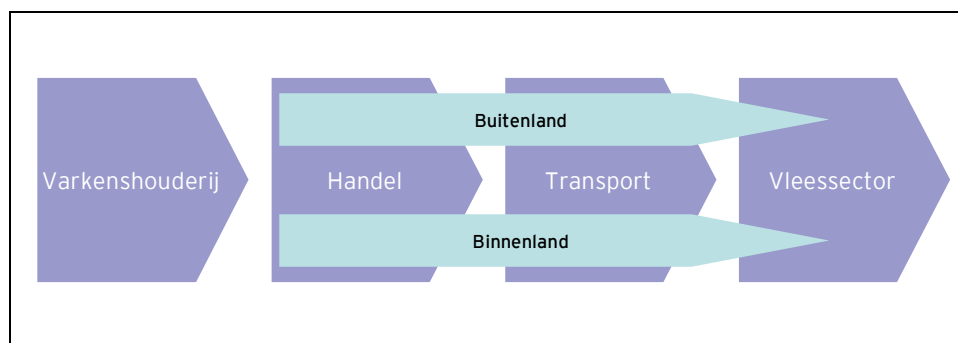 Buitenland
Varkenshouderij
Handel
Transport
Vleessector
Binnenland